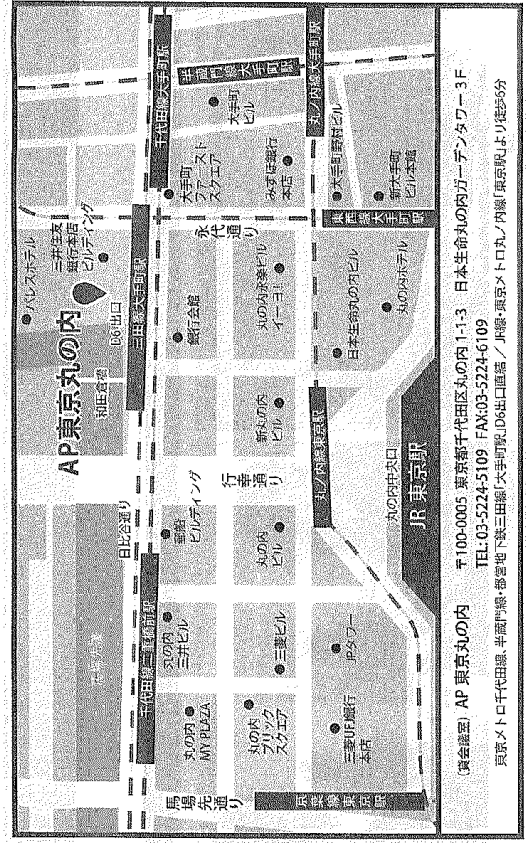 AP東京丸の内
パレスホテル
三井住友
銀行本店
ビルディング
和田倉濠
D6出口
日比谷通り
千代田線大手町駅
三田線大手町駅
千代田線二重橋前駅
半蔵門線大手町駅
大手町
ビル
大手町
ファースト
スクエア
みずほ銀行
本店
永代通り
銀行会館
丸の内永楽ビル
イーヨ!
新丸の内
ビル
行幸通り
郵船
ビルディング
丸の内
ビル
丸の内
三井ビル
三菱ビル
丸の内
MY PLAZA
丸の内
ブリック
スクエア
馬場先通り
丸ノ内線大手町駅
大手町野村ビル
新大手町
ビル本館
東西線大手町駅
日本生命丸の内ビル
丸の内ホテル
丸ノ内線東京駅
丸の内中央口
JR 東京駅
JPタワー
三菱UFJ銀行
本店
京葉線東京駅
[貸会議室] AP 東京丸の内 〒100-0005 東京都千代田区丸の内 1-1-3 日本生命丸の内ガーデンタワー 3F
TEL: 03-5224-5109 FAX:03-5224-6109
東京メトロ千代田線、半蔵門線・都営地下鉄三田線「大手町駅」D6出口直結 / JR線・東京メトロ丸ノ内線「東京駅」より徒歩5分